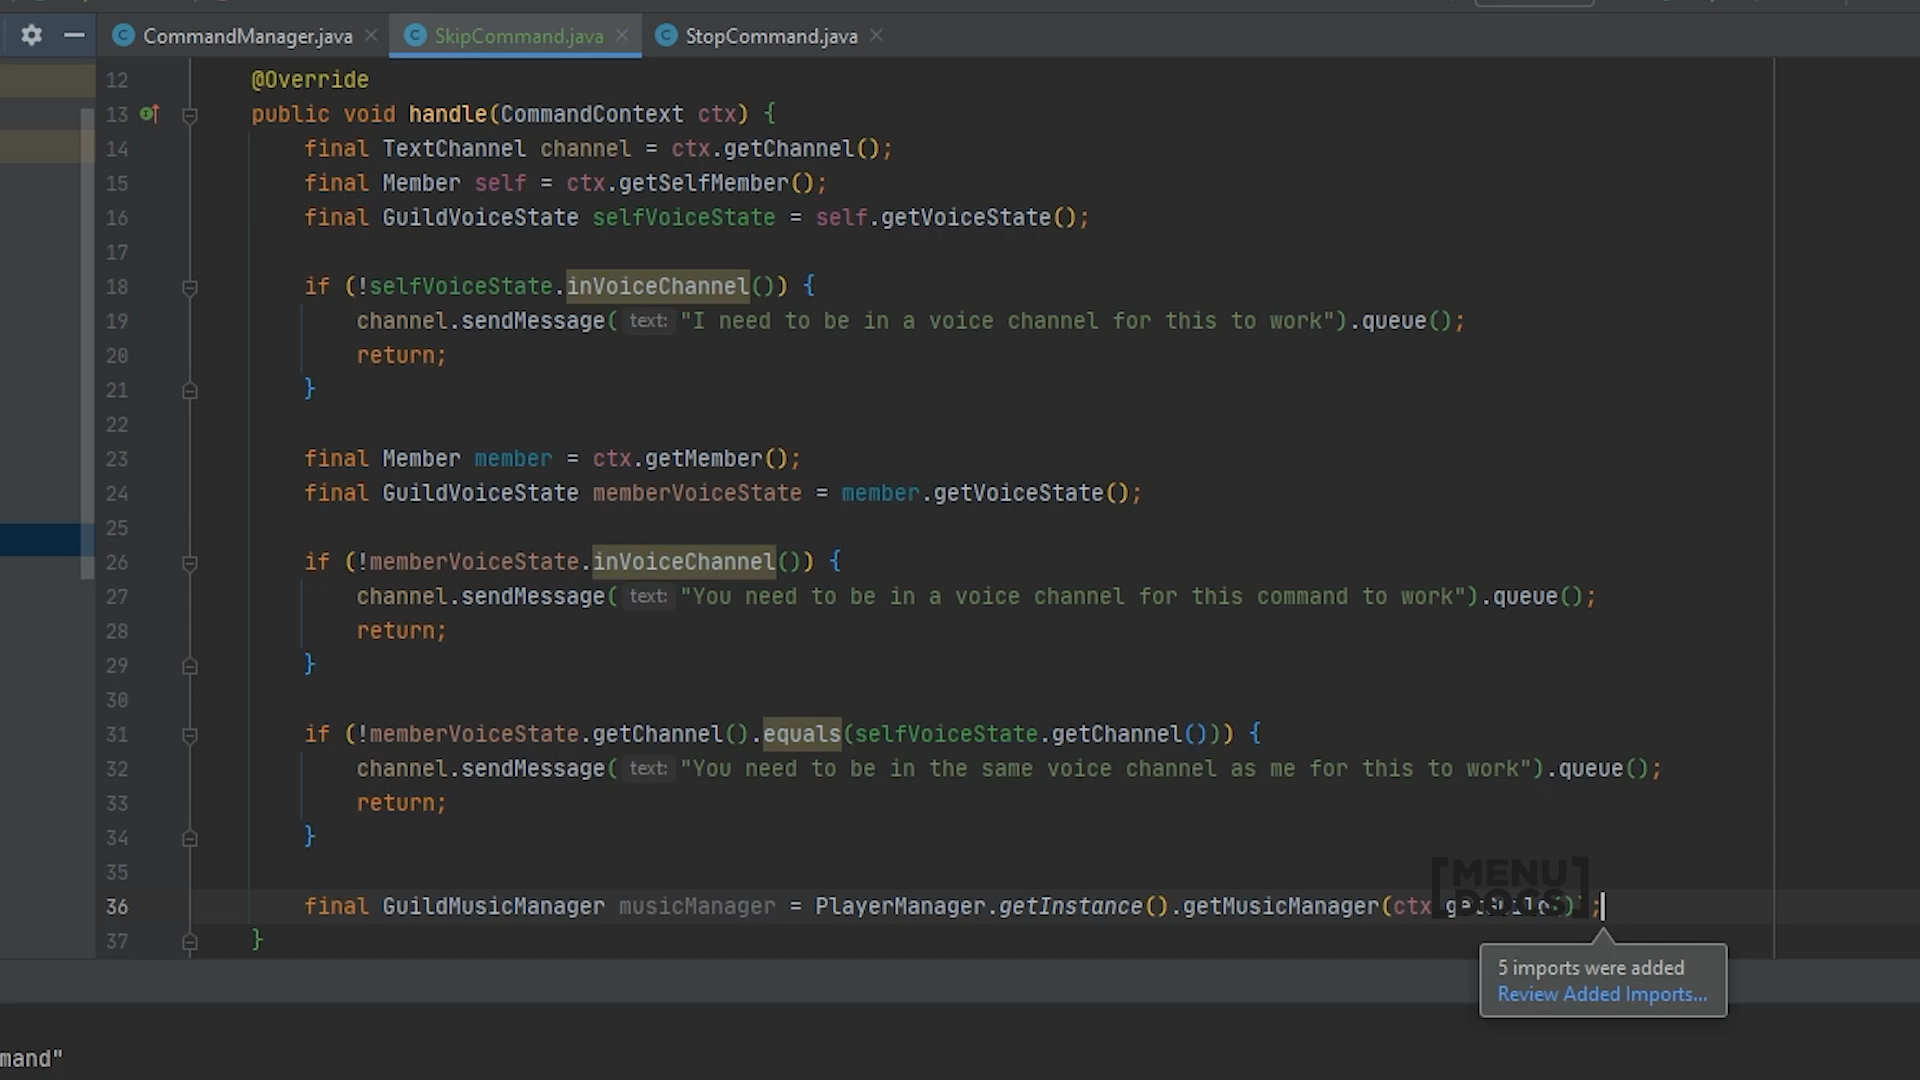 CommandManager.java
SkipCommand.java
StopCommand.java
12 @Override
13 public void handle(CommandContext ctx) {
14 final TextChannel channel = ctx.getChannel();
15 final Member self = ctx.getSelfMember();
16 final GuildVoiceState selfVoiceState = self.getVoiceState();
17
18 if (!selfVoiceState.inVoiceChannel()) {
19 channel.sendMessage( text: "I need to be in a voice channel for this to work").queue();
20 return;
21 }
22
23 final Member member = ctx.getMember();
24 final GuildVoiceState memberVoiceState = member.getVoiceState();
25
26 if (!memberVoiceState.inVoiceChannel()) {
27 channel.sendMessage( text: "You need to be in a voice channel for this command to work").queue();
28 return;
29 }
30
31 if (!memberVoiceState.getChannel().equals(selfVoiceState.getChannel())) {
32 channel.sendMessage( text: "You need to be in the same voice channel as me for this to work").queue();
33 return;
34 }
35
36 final GuildMusicManager musicManager = PlayerManager.getInstance().getMusicManager(ctx.getGuild());
37 }
[MENU DOCS]
5 imports were added
Review Added Imports...
mand"